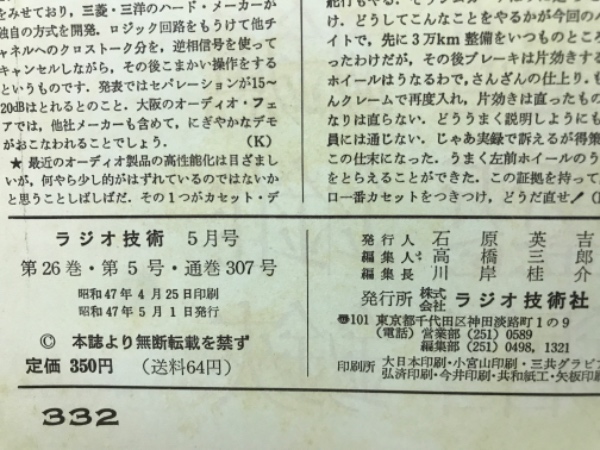 をみせており，三菱・三洋のハード・メーカーが
独自の方式を開発．ロジック回路をもうけて他チ
ャネルへのクロストーク分を，逆相信号を使って
キャンセルしながら，その後こまかい操作をする
というものです．発表ではセパレーションが15～
20dBはとれるとのこと．大阪のオーディオ・フェ
アでは，他社メーカーも含めて，にぎやかなデモ
がおこなわれることでしょう． (K)
★ 最近のオーディオ製品の高性能化は目ざまし
いが，何やら少し的がはずれているのではないか
と思うことしばしばだ．その1つがカセット・デ
け．どうしてこんなことをやるかが今回の
イトで，先に3万km 整備をいつものところ
ったわけだが，その後ブレーキは片効きする
ホイールはうなるわで，さんざんの仕上り．も
んクレームで再度入れ，片効きは直ったもの
なりは直らない．どううまく説明しようにも
員には通じない．じゃあ実録で訴えるが得策
この仕末になった．うまく左前ホイールのう
をとらえることができた．この証拠を持って
ロ一番カセットをつきつけ，どうだ直せ！
ラジオ技術 5月号
第26巻・第5号・通巻307号
昭和47年4月25日印刷
昭和47年5月1日発行
© 本誌より無断転載を禁ず
定価 350円 （送料64円）
発行人 石原英吉
編集人 高橋三郎
編集長 川岸桂介
発行所 株式会社 ラジオ技術社
〠101 東京都千代田区神田淡路町1の9
（電話）営業部 (251) 0589
編集部 (251) 0498, 1321
印刷所 大日本印刷・小宮山印刷・三共グラビ
弘済印刷・今井印刷・共和紙工・矢板印刷
332